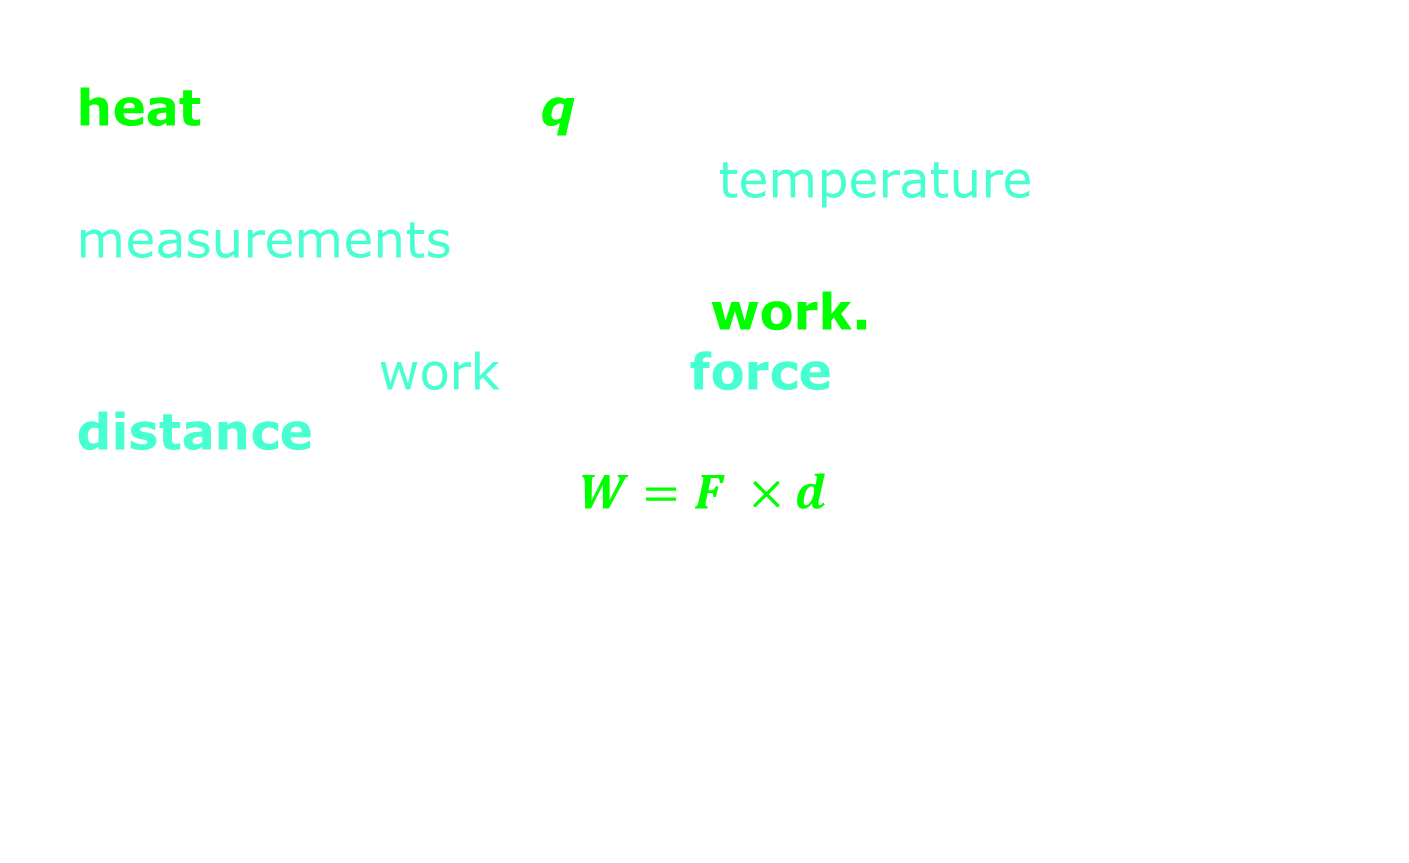 heat q
temperature
measurements
work.
work force
distance
W = F × d